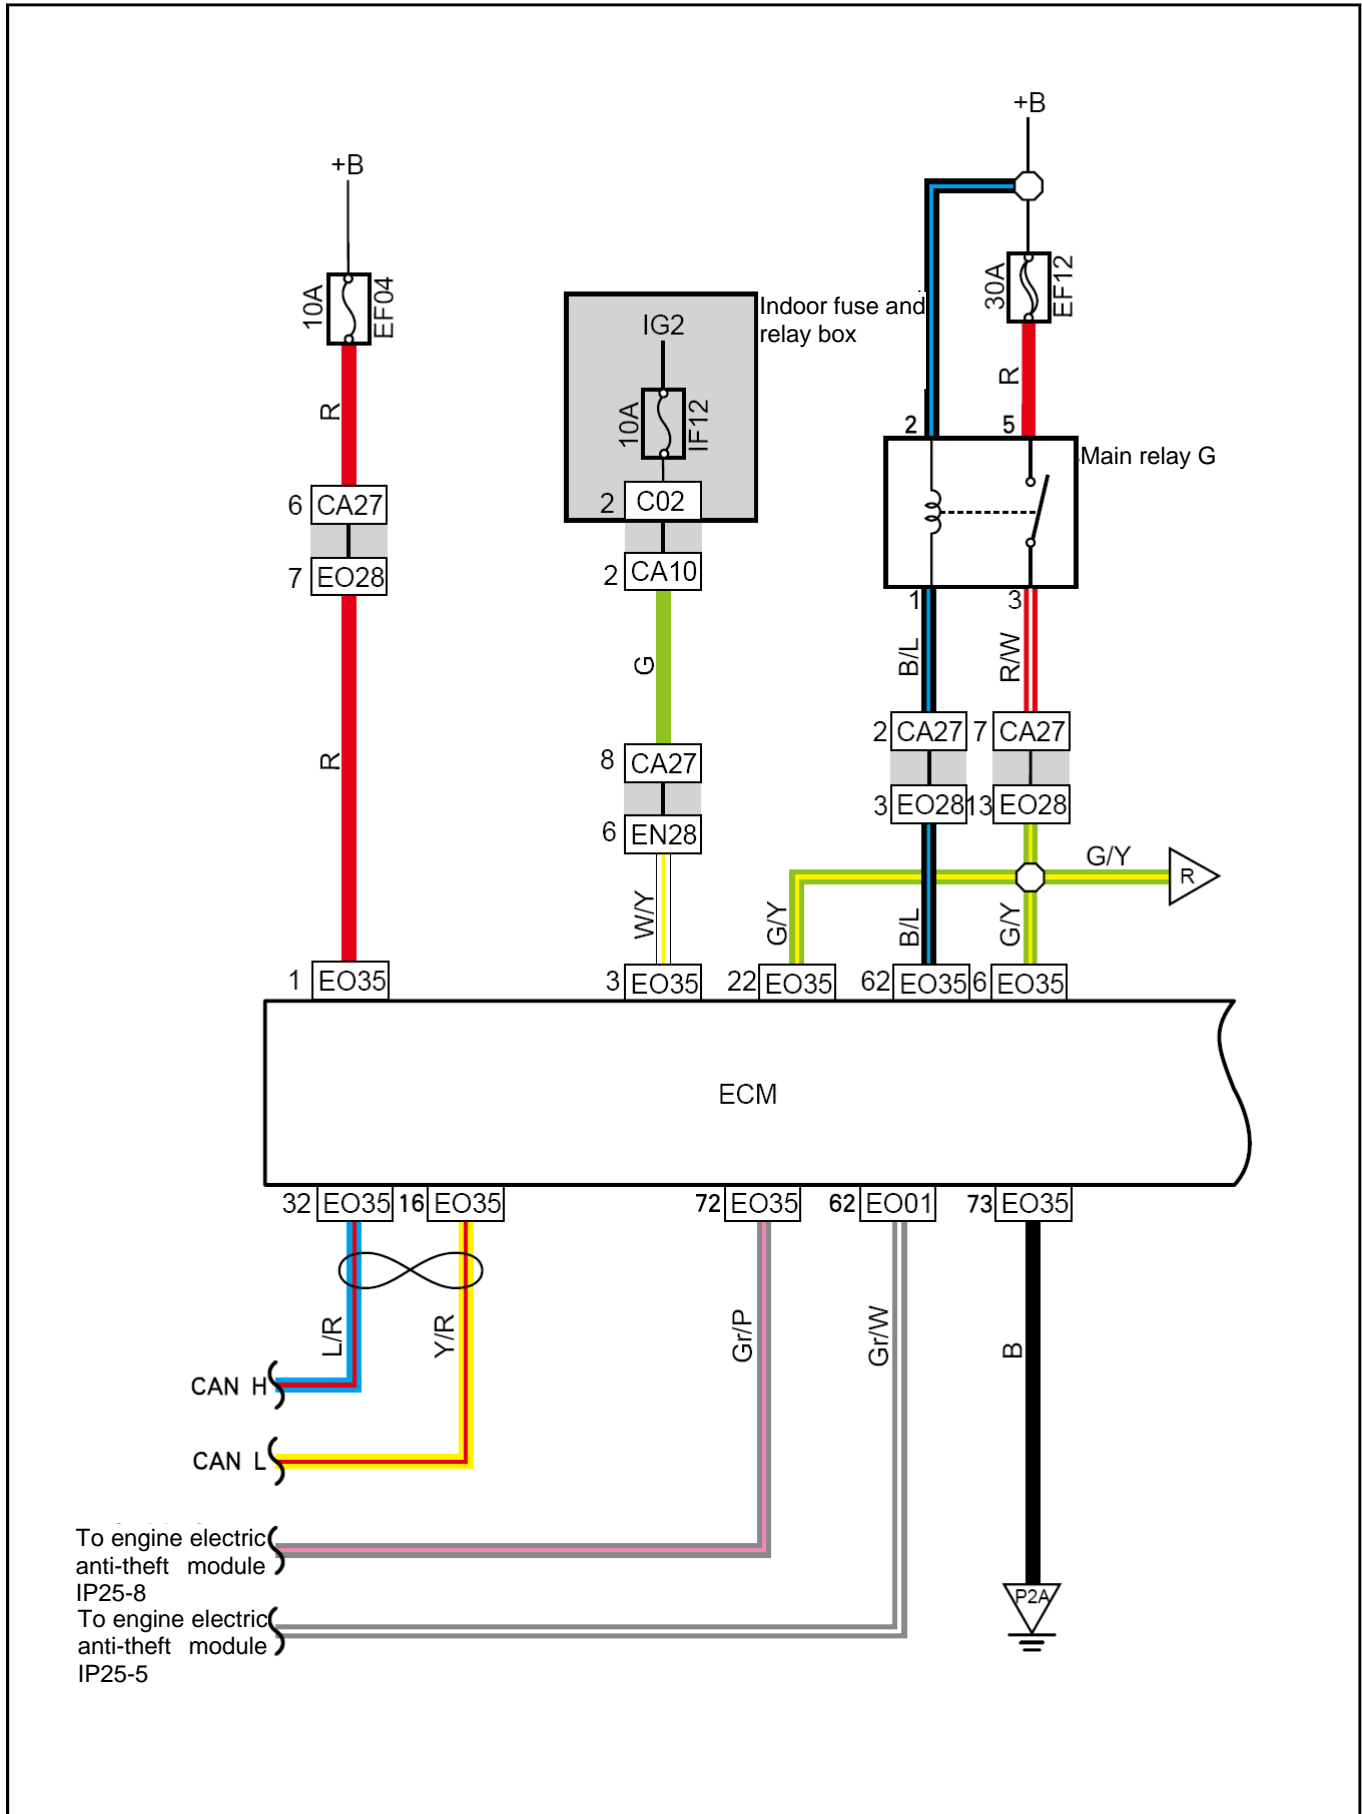 +B
+B
10A
EF04
30A
EF12
Indoor fuse and
relay box
IG2
10A
IF12
R
R
2
5
Main relay G
6
CA27
2
C02
7
EO28
2
CA10
1
3
G
B/L
R/W
R
8
CA27
2
CA27
7
CA27
6
EN28
3
EO28
13
EO28
G/Y
R
W/Y
G/Y
B/L
G/Y
1
EO35
3
EO35
22
EO35
62
EO35
6
EO35
ECM
32
EO35
16
EO35
72
EO35
62
EO01
73
EO35
L/R
Y/R
Gr/P
Gr/W
B
CAN H
CAN L
To engine electric
anti-theft module
IP25-8
To engine electric
anti-theft module
IP25-5
P2A